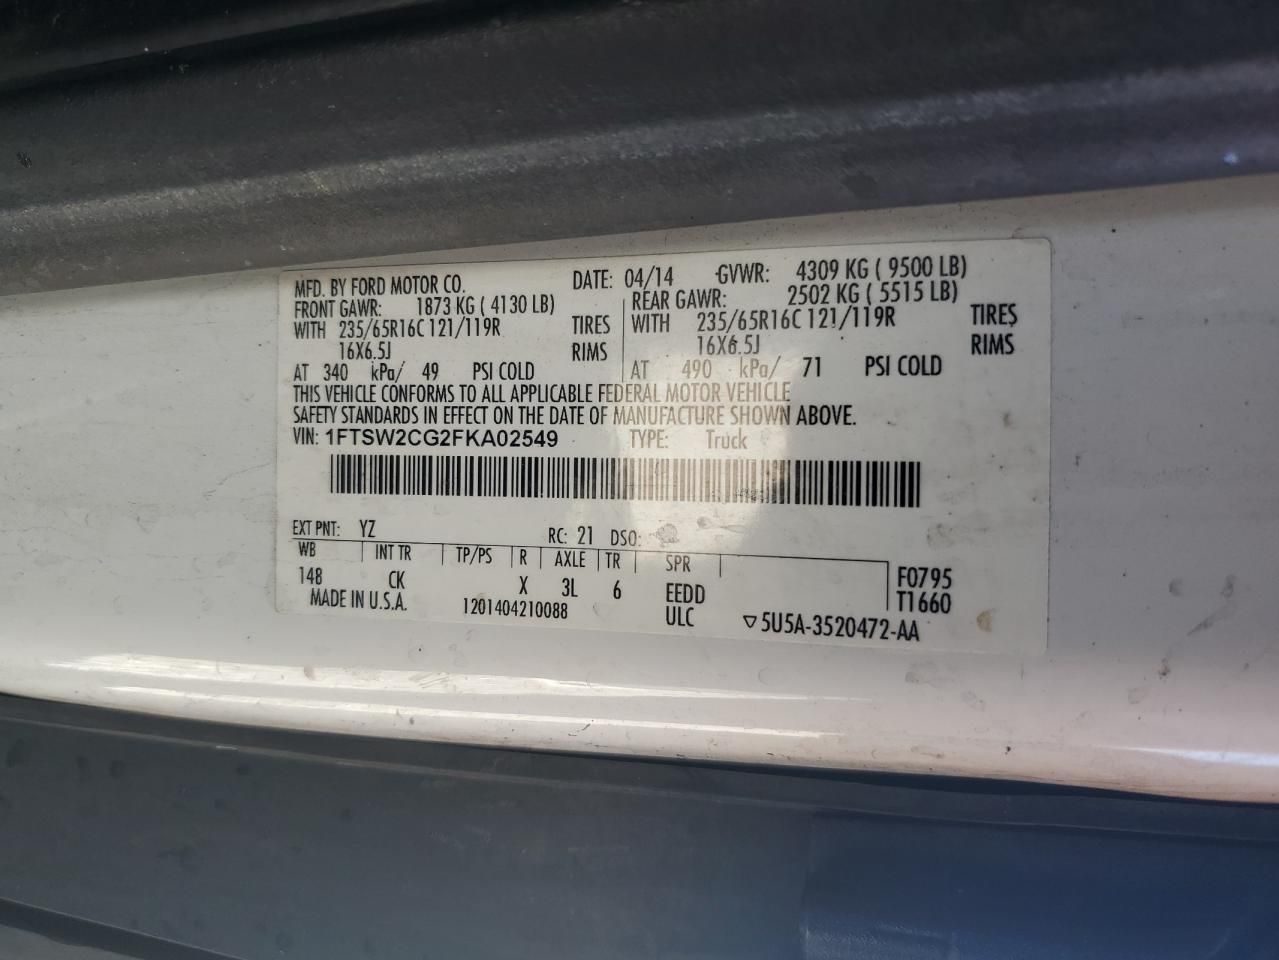 MFD. BY FORD MOTOR CO. DATE: 04/14 GVWR: 4309 KG ( 9500 LB)
FRONT GAWR: 1873 KG ( 4130 LB) REAR GAWR: 2502 KG ( 5515 LB)
WITH 235/65R16C 121/119R TIRES WITH 235/65R16C 121/119R TIRES
16X6.5J RIMS 16X6.5J RIMS
AT 340 kPa/ 49 PSI COLD AT 490 kPa/ 71 PSI COLD
THIS VEHICLE CONFORMS TO ALL APPLICABLE FEDERAL MOTOR VEHICLE
SAFETY STANDARDS IN EFFECT ON THE DATE OF MANUFACTURE SHOWN ABOVE.
VIN: 1FTSW2CG2FKA02549 TYPE: Truck
EXT PNT: YZ RC: 21 DSO:
WB INT TR TP/PS R AXLE TR SPR
148 CK X 3L 6 EEDD F0795
MADE IN U.S.A. 1201404210088 ULC T1660
▽5U5A-3520472-AA